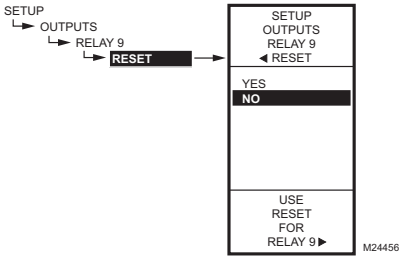 SETUP
OUTPUTS
RELAY 9
RESET
SETUP
OUTPUTS
RELAY 9
◀ RESET
YES
NO
USE
RESET
FOR
RELAY 9 ▶
M24456